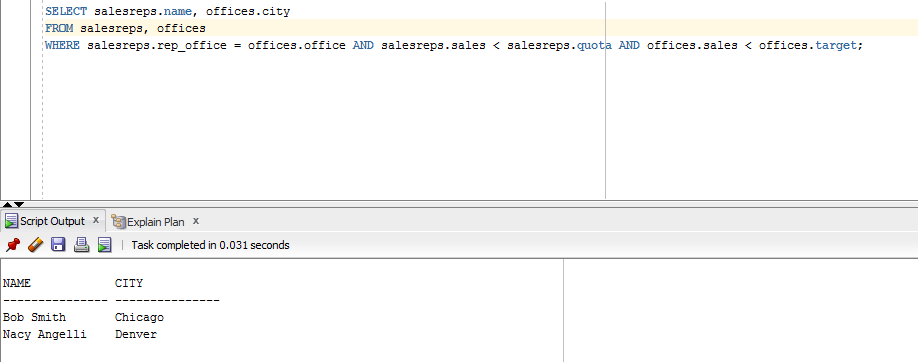 SELECT salesreps.name, offices.city
FROM salesreps, offices
WHERE salesreps.rep_office = offices.office AND salesreps.sales < salesreps.quota AND offices.sales < offices.target;
Script Output x Explain Plan x
Task completed in 0.031 seconds
NAME CITY
--------------- ---------------
Bob Smith Chicago
Nacy Angelli Denver